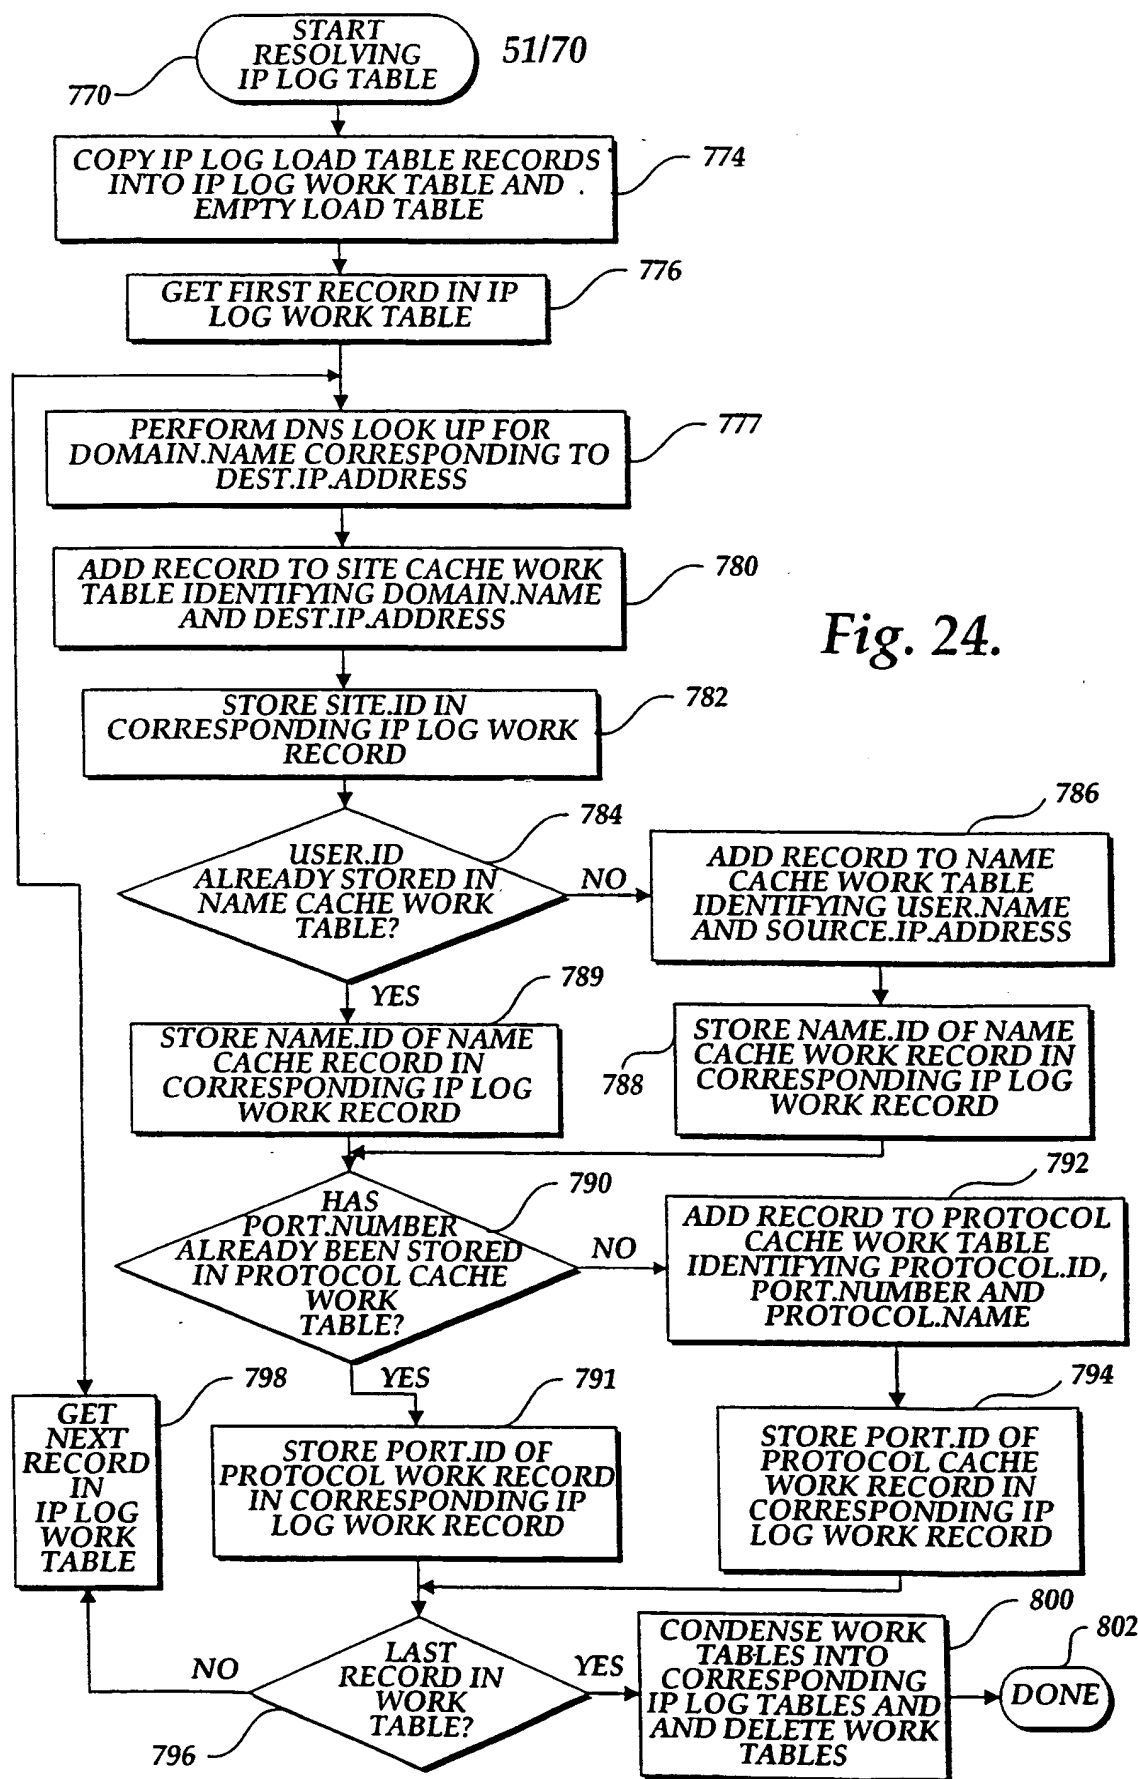 START
RESOLVING
IP LOG TABLE
51/70
770
COPY IP LOG LOAD TABLE RECORDS
INTO IP LOG WORK TABLE AND
EMPTY LOAD TABLE
774
GET FIRST RECORD IN IP
LOG WORK TABLE
776
PERFORM DNS LOOK UP FOR
DOMAIN.NAME CORRESPONDING TO
DEST.IP.ADDRESS
777
ADD RECORD TO SITE CACHE WORK
TABLE IDENTIFYING DOMAIN.NAME
AND DEST.IP.ADDRESS
780
Fig. 24.
STORE SITE.ID IN
CORRESPONDING IP LOG WORK
RECORD
782
USER.ID
ALREADY STORED IN
NAME CACHE WORK
TABLE?
784
NO
YES
ADD RECORD TO NAME
CACHE WORK TABLE
IDENTIFYING USER.NAME
AND SOURCE.IP.ADDRESS
786
STORE NAME.ID OF NAME
CACHE RECORD IN
CORRESPONDING IP LOG
WORK RECORD
789
STORE NAME.ID OF NAME
CACHE WORK RECORD IN
CORRESPONDING IP LOG
WORK RECORD
788
HAS
PORT.NUMBER
ALREADY BEEN STORED
IN PROTOCOL CACHE
WORK
TABLE?
790
NO
YES
ADD RECORD TO PROTOCOL
CACHE WORK TABLE
IDENTIFYING PROTOCOL.ID,
PORT.NUMBER AND
PROTOCOL.NAME
792
GET
NEXT
RECORD
IN
IP LOG
WORK
TABLE
798
STORE PORT.ID OF
PROTOCOL WORK RECORD
IN CORRESPONDING IP
LOG WORK RECORD
791
STORE PORT.ID OF
PROTOCOL CACHE
WORK RECORD IN
CORRESPONDING IP
LOG WORK RECORD
794
LAST
RECORD IN
WORK
TABLE?
796
NO
YES
CONDENSE WORK
TABLES INTO
CORRESPONDING
IP LOG TABLES AND
AND DELETE WORK
TABLES
800
DONE
802